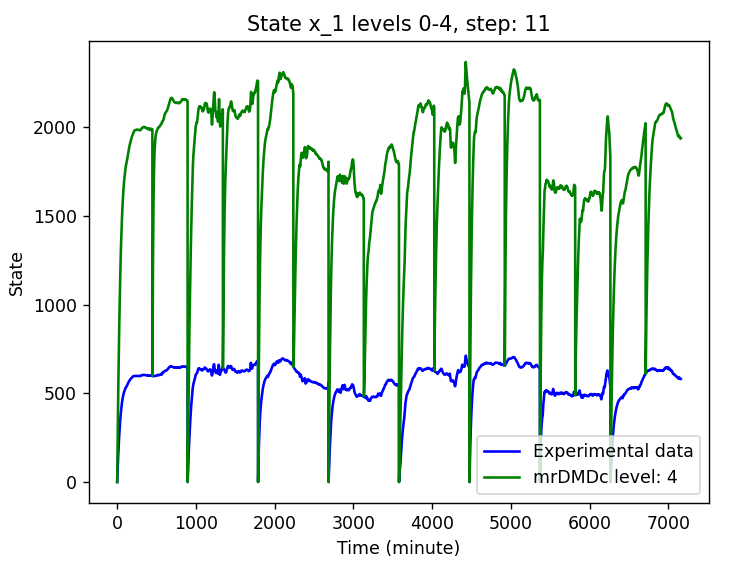 State x_1 levels 0-4, step: 11
2000
1500
1000
500
0
State
Experimental data
mrDMDc level: 4
0 1000 2000 3000 4000 5000 6000 7000
Time (minute)